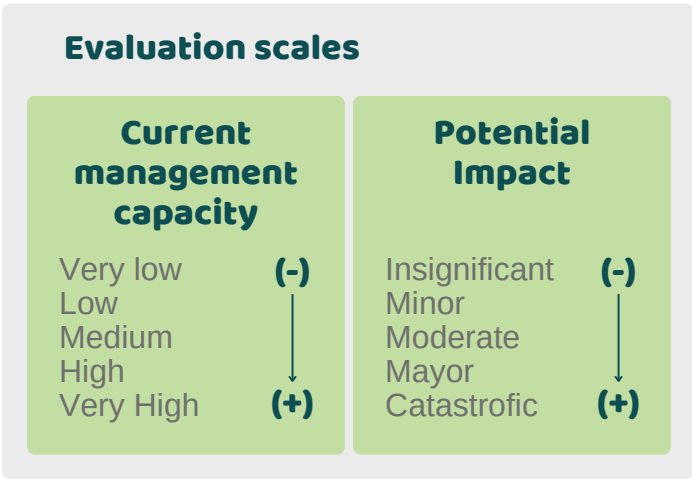 Evaluation scales
Current
management
capacity
Very low (-)
Low
Medium
High
Very High (+)
Potential
Impact
Insignificant (-)
Minor
Moderate
Mayor
Catastrofic (+)